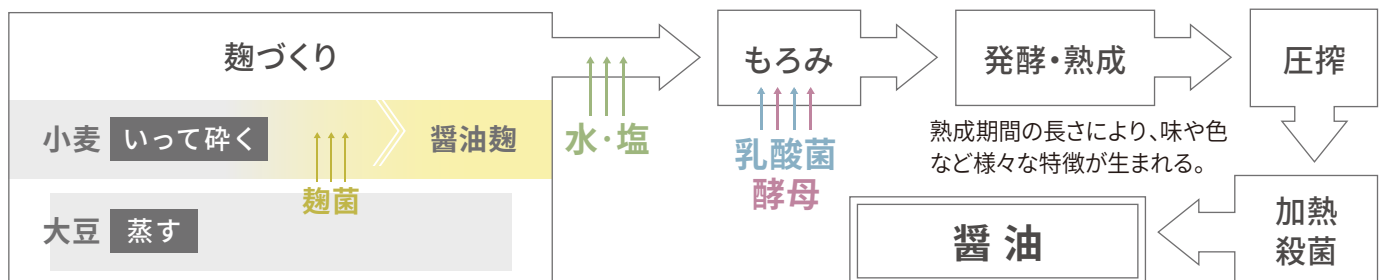 麹づくり
小麦 いって砕く
麹菌
醤油麹
大豆 蒸す
水・塩
もろみ
乳酸菌
酵母
発酵・熟成
熟成期間の長さにより、味や色
など様々な特徴が生まれる。
圧搾
加熱
殺菌
醤油